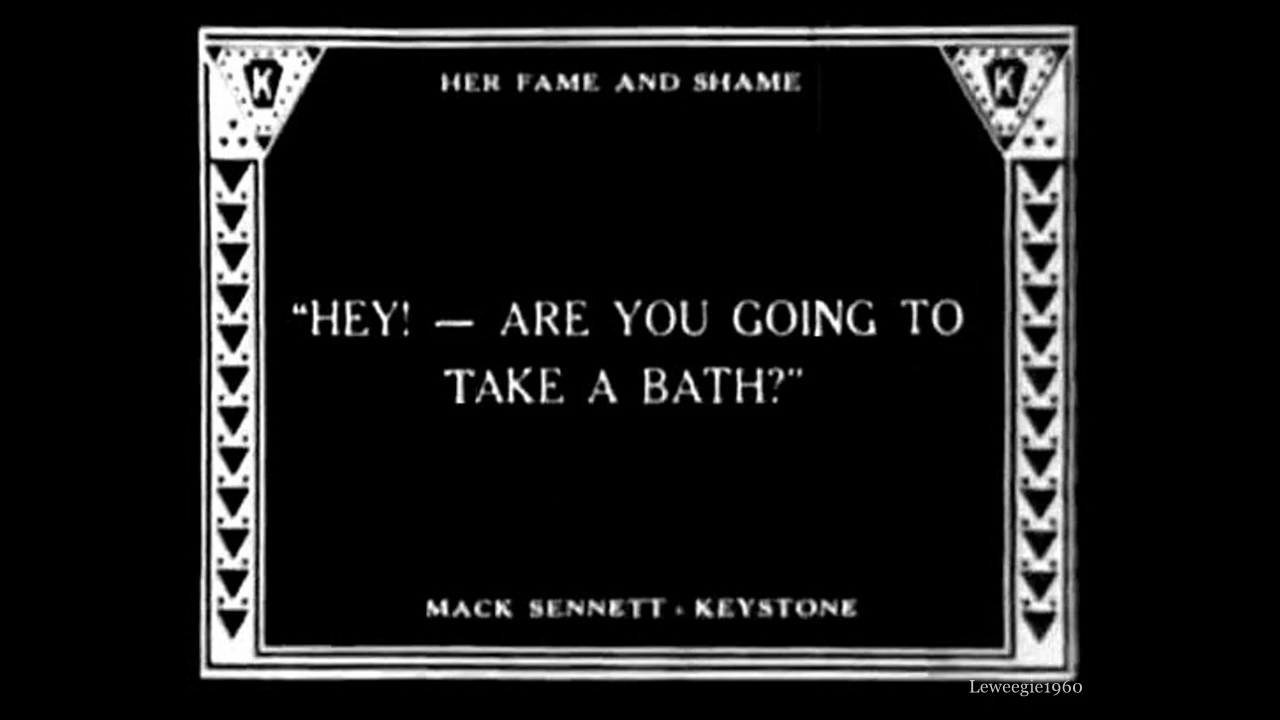 K K
HER FAME AND SHAME
“HEY! — ARE YOU GOING TO
TAKE A BATH?”
MACK SENNETT · KEYSTONE
Leweegie1960